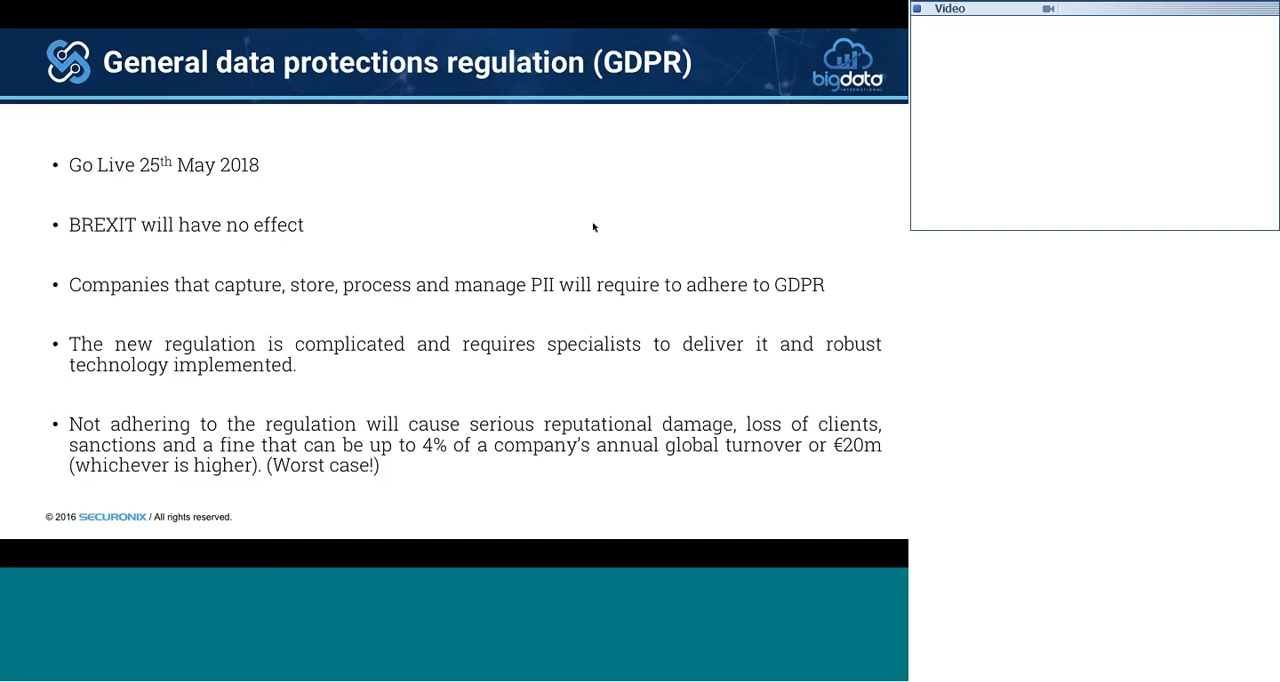 Video
General data protections regulation (GDPR)
bigdata
INTERNATIONAL
• Go Live 25th May 2018
• BREXIT will have no effect
• Companies that capture, store, process and manage PII will require to adhere to GDPR
• The new regulation is complicated and requires specialists to deliver it and robust
technology implemented.
• Not adhering to the regulation will cause serious reputational damage, loss of clients,
sanctions and a fine that can be up to 4% of a company’s annual global turnover or €20m
(whichever is higher). (Worst case!)
© 2016 SECURONIX / All rights reserved.